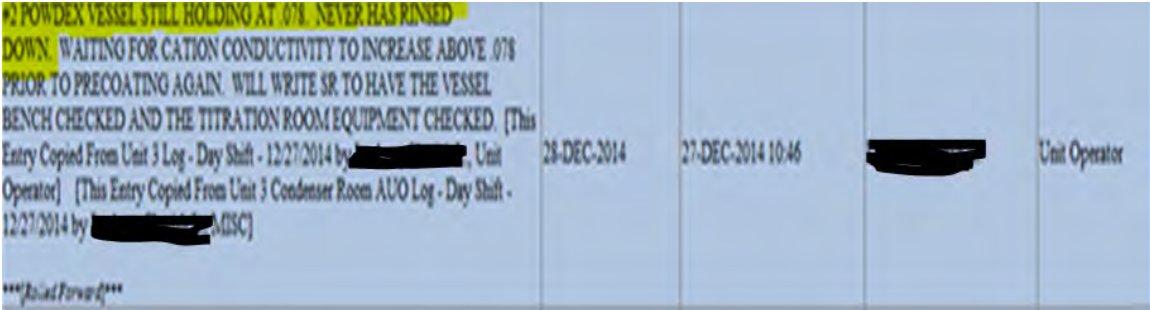 #2 POWDEX VESSEL STILL HOLDING AT .078. NEVER HAS RINSED
DOWN. WAITING FOR CATION CONDUCTIVITY TO INCREASE ABOVE .078
PRIOR TO PRECOATING AGAIN. WILL WRITE SR TO HAVE THE VESSEL
BENCH CHECKED AND THE TITRATION ROOM EQUIPMENT CHECKED. [This
Entry Copied From Unit 3 Log - Day Shift - 12/27/2014 by , Unit
Operator] [This Entry Copied From Unit 3 Condenser Room AUO Log - Day Shift -
12/27/2014 by MISC]
***[Rolled Forward]***
28-DEC-2014
27-DEC-2014 10:46
Unit Operator